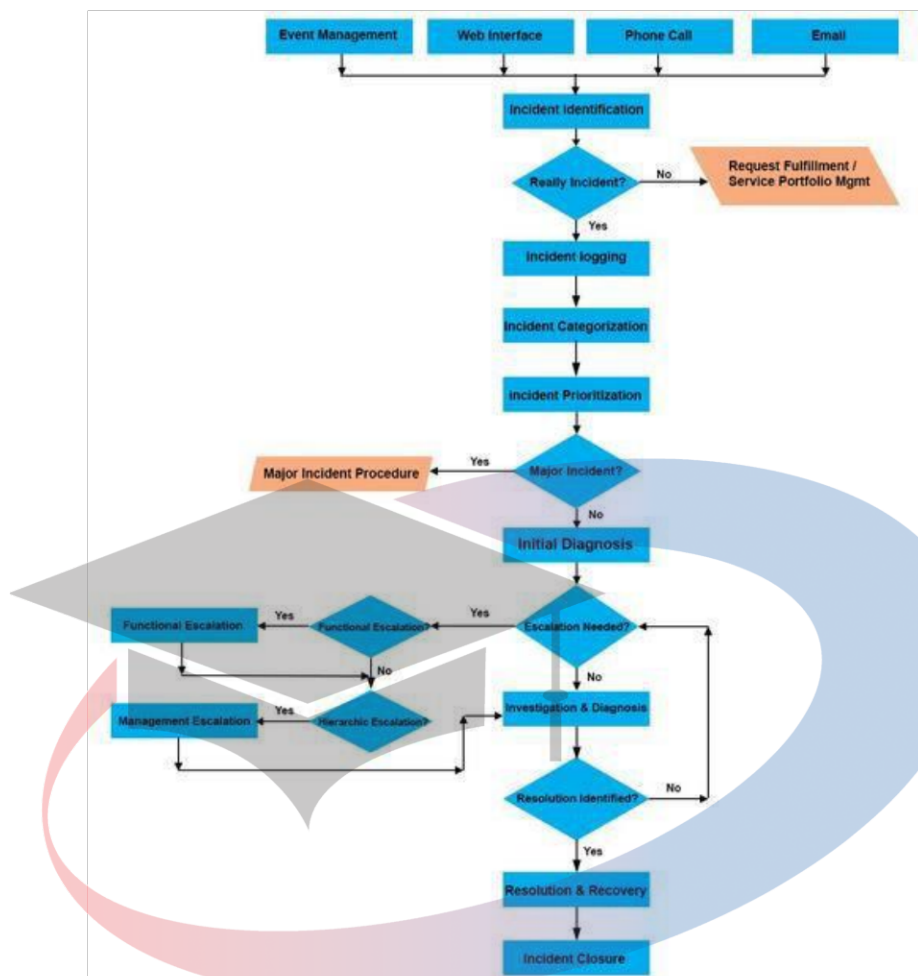 Event Management
Web Interface
Phone Call
Email
Incident Identification
Really Incident?
No
Request Fulfillment /
Service Portfolio Mgmt
Yes
Incident logging
Incident Categorization
Incident Prioritization
Major Incident?
Yes
Major Incident Procedure
No
Initial Diagnosis
Escalation Needed?
Yes
Functional Escalation?
Yes
Functional Escalation
No
No
Investigation & Diagnosis
Hierarchic Escalation?
Yes
Management Escalation
Resolution Identified?
No
Yes
Resolution & Recovery
Incident Closure